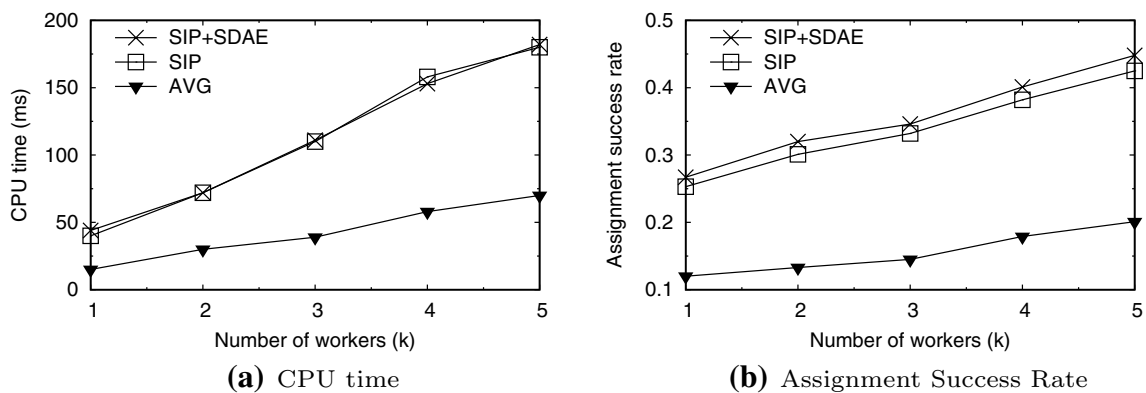 200
150
100
50
0
CPU time (ms)
SIP+SDAE
SIP
AVG
1 2 3 4 5
Number of workers (k)
(a) CPU time
0.5
0.4
0.3
0.2
0.1
Assignment success rate
SIP+SDAE
SIP
AVG
1 2 3 4 5
Number of workers (k)
(b) Assignment Success Rate